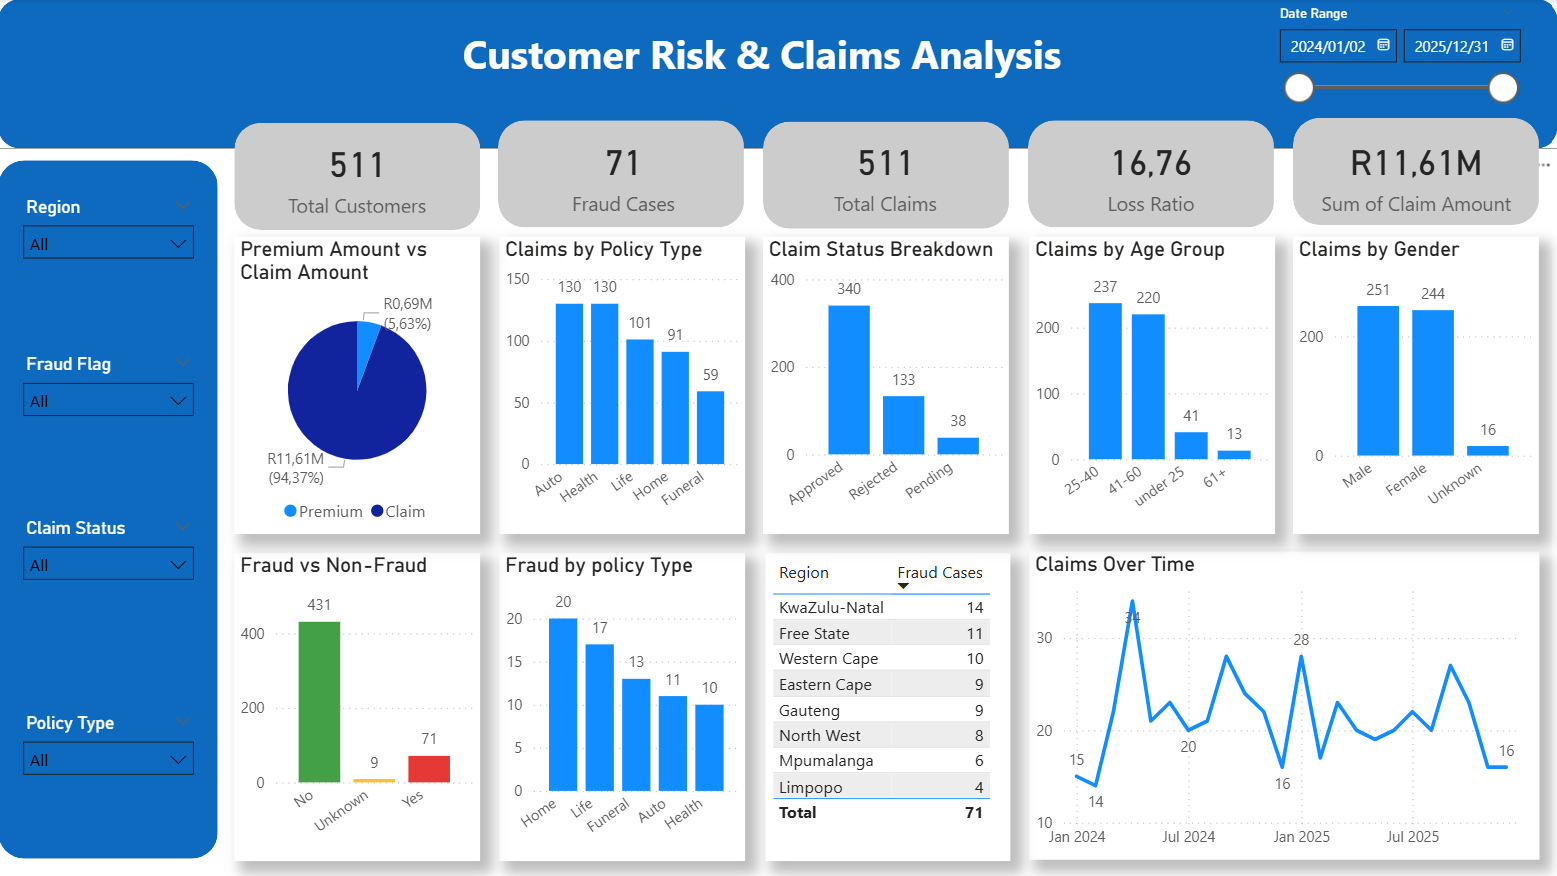 Customer Risk & Claims Analysis
Date Range
2024/01/02 2025/12/31
Region
All
Fraud Flag
All
Claim Status
All
Policy Type
All
511
Total Customers
71
Fraud Cases
511
Total Claims
16,76
Loss Ratio
R11,61M
Sum of Claim Amount
Premium Amount vs
Claim Amount
R0,69M
(5,63%)
R11,61M
(94,37%)
Premium Claim
Claims by Policy Type
150
100
50
0
130 130 101 91 59
Auto Health Life Home Funeral
Claim Status Breakdown
400
200
0
340 133 38
Approved Rejected Pending
Claims by Age Group
200
100
0
237 220 41 13
25-40 41-60 under 25 61+
Claims by Gender
200
0
251 244 16
Male Female Unknown
Fraud vs Non-Fraud
400
200
0
431 9 71
No Unknown Yes
Fraud by policy Type
20
15
10
5
0
20 17 13 11 10
Home Life Funeral Auto Health
Region Fraud Cases
KwaZulu-Natal 14
Free State 11
Western Cape 10
Eastern Cape 9
Gauteng 9
North West 8
Mpumalanga 6
Limpopo 4
Total 71
Claims Over Time
30
20
10
15 14 34 20 16 28 16
Jan 2024 Jul 2024 Jan 2025 Jul 2025